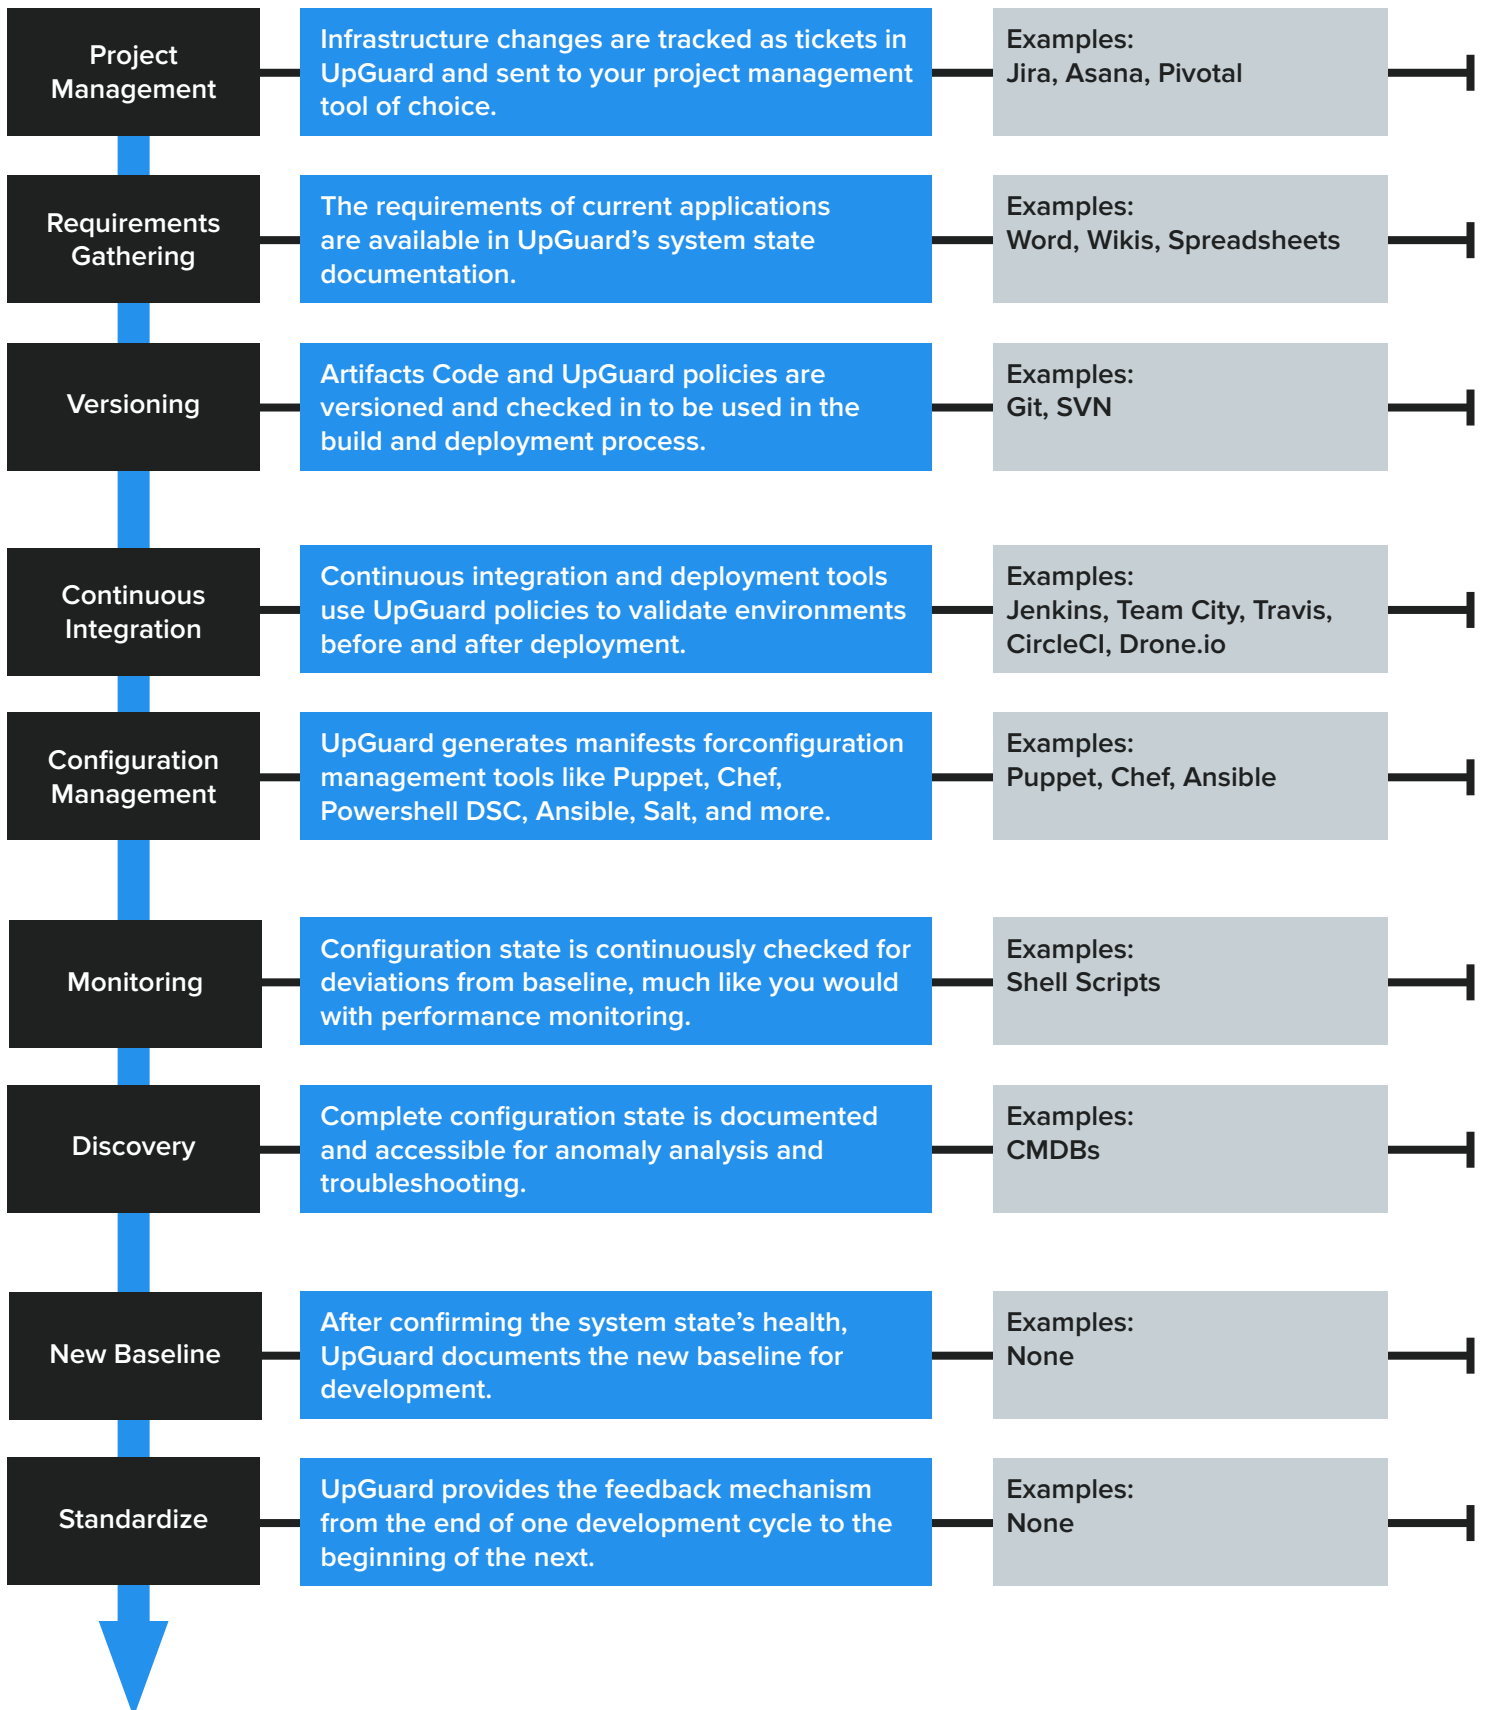 Project
Management
Infrastructure changes are tracked as tickets in
UpGuard and sent to your project management
tool of choice.
Examples:
Jira, Asana, Pivotal
Requirements
Gathering
The requirements of current applications
are available in UpGuard’s system state
documentation.
Examples:
Word, Wikis, Spreadsheets
Versioning
Artifacts Code and UpGuard policies are
versioned and checked in to be used in the
build and deployment process.
Examples:
Git, SVN
Continuous
Integration
Continuous integration and deployment tools
use UpGuard policies to validate environments
before and after deployment.
Examples:
Jenkins, Team City, Travis,
CircleCI, Drone.io
Configuration
Management
UpGuard generates manifests forconfiguration
management tools like Puppet, Chef,
Powershell DSC, Ansible, Salt, and more.
Examples:
Puppet, Chef, Ansible
Monitoring
Configuration state is continuously checked for
deviations from baseline, much like you would
with performance monitoring.
Examples:
Shell Scripts
Discovery
Complete configuration state is documented
and accessible for anomaly analysis and
troubleshooting.
Examples:
CMDBs
New Baseline
After confirming the system state’s health,
UpGuard documents the new baseline for
development.
Examples:
None
Standardize
UpGuard provides the feedback mechanism
from the end of one development cycle to the
beginning of the next.
Examples:
None